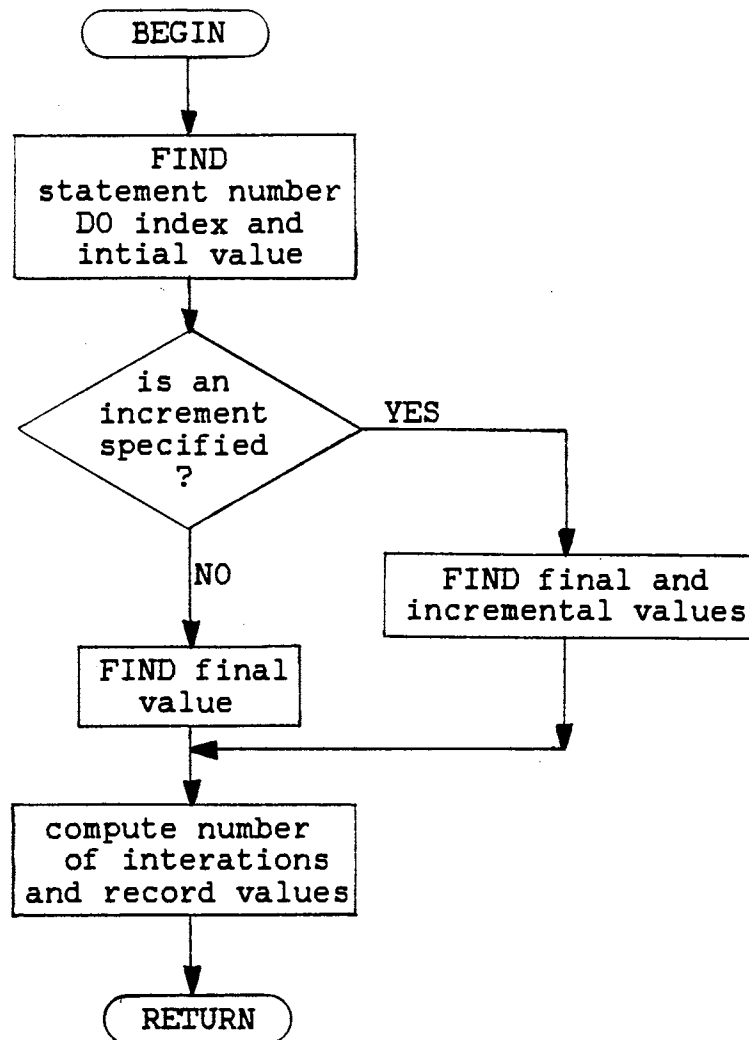 BEGIN
FIND
statement number
DO index and
intial value
is an
increment
specified
?
YES
NO
FIND final and
incremental values
FIND final
value
compute number
of interations
and record values
RETURN